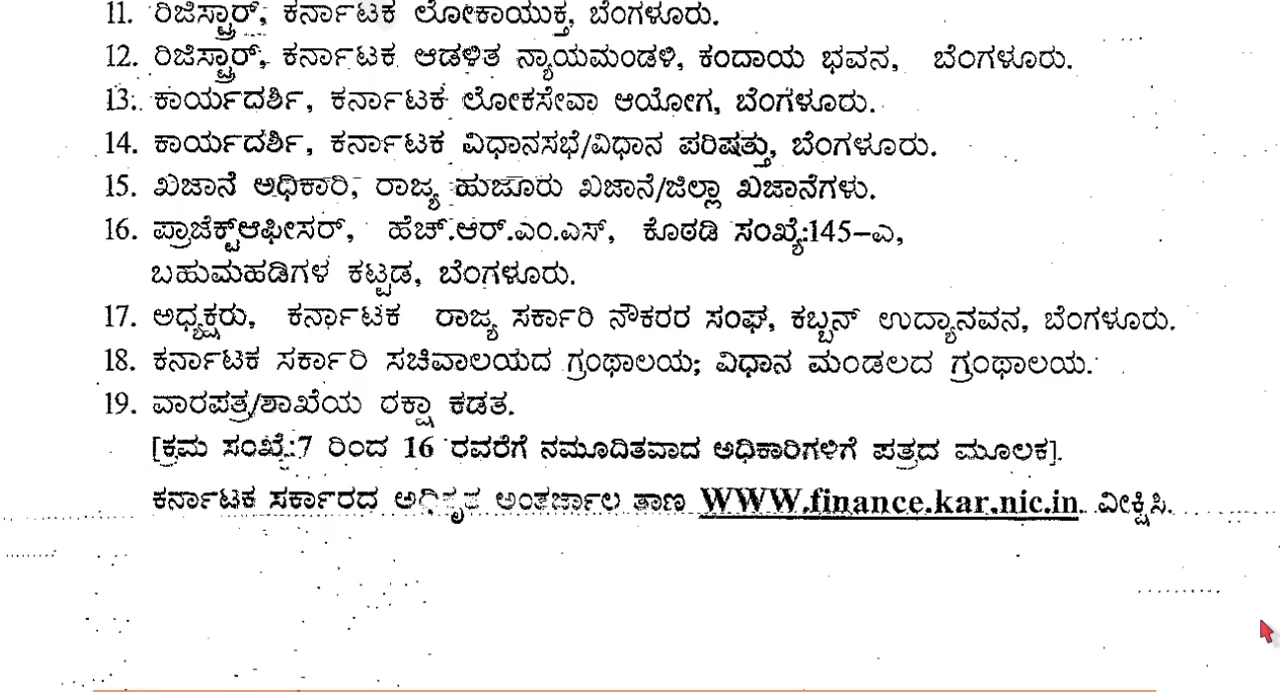 11. ರಿಜಿಸ್ಟ್ರಾರ್, ಕರ್ನಾಟಕ ಲೋಕಾಯುಕ್ತ, ಬೆಂಗಳೂರು.
12. ರಿಜಿಸ್ಟ್ರಾರ್, ಕರ್ನಾಟಕ ಆಡಳಿತ ನ್ಯಾಯಮಂಡಳಿ, ಕಂದಾಯ ಭವನ, ಬೆಂಗಳೂರು.
13. ಕಾರ್ಯದರ್ಶಿ, ಕರ್ನಾಟಕ ಲೋಕಸೇವಾ ಆಯೋಗ, ಬೆಂಗಳೂರು.
14. ಕಾರ್ಯದರ್ಶಿ, ಕರ್ನಾಟಕ ವಿಧಾನಸಭೆ/ವಿಧಾನ ಪರಿಷತ್ತು, ಬೆಂಗಳೂರು.
15. ಖಜಾನೆ ಅಧಿಕಾರಿ, ರಾಜ್ಯ ಹುಜೂರು ಖಜಾನೆ/ಜಿಲ್ಲಾ ಖಜಾನೆಗಳು.
16. ಪ್ರಾಜೆಕ್ಟ್‌ಆಫೀಸರ್, ಹೆಚ್.ಆರ್.ಎಂ.ಎಸ್, ಕೊಠಡಿ ಸಂಖ್ಯೆ:145-ಎ,
ಬಹುಮಹಡಿಗಳ ಕಟ್ಟಡ, ಬೆಂಗಳೂರು.
17. ಅಧ್ಯಕ್ಷರು, ಕರ್ನಾಟಕ ರಾಜ್ಯ ಸರ್ಕಾರಿ ನೌಕರರ ಸಂಘ, ಕಬ್ಬನ್ ಉದ್ಯಾನವನ, ಬೆಂಗಳೂರು.
18. ಕರ್ನಾಟಕ ಸರ್ಕಾರಿ ಸಚಿವಾಲಯದ ಗ್ರಂಥಾಲಯ; ವಿಧಾನ ಮಂಡಲದ ಗ್ರಂಥಾಲಯ.
19. ವಾರಪತ್ರ/ಶಾಖೆಯ ರಕ್ಷಾ ಕಡತ.
[ಕ್ರಮ ಸಂಖ್ಯೆ:7 ರಿಂದ 16 ರವರೆಗೆ ನಮೂದಿತವಾದ ಅಧಿಕಾರಿಗಳಿಗೆ ಪತ್ರದ ಮೂಲಕ].
ಕರ್ನಾಟಕ ಸರ್ಕಾರದ ಅಧಿಕೃತ ಅಂತರ್ಜಾಲ ತಾಣ WWW.finance.kar.nic.in ವೀಕ್ಷಿಸಿ.